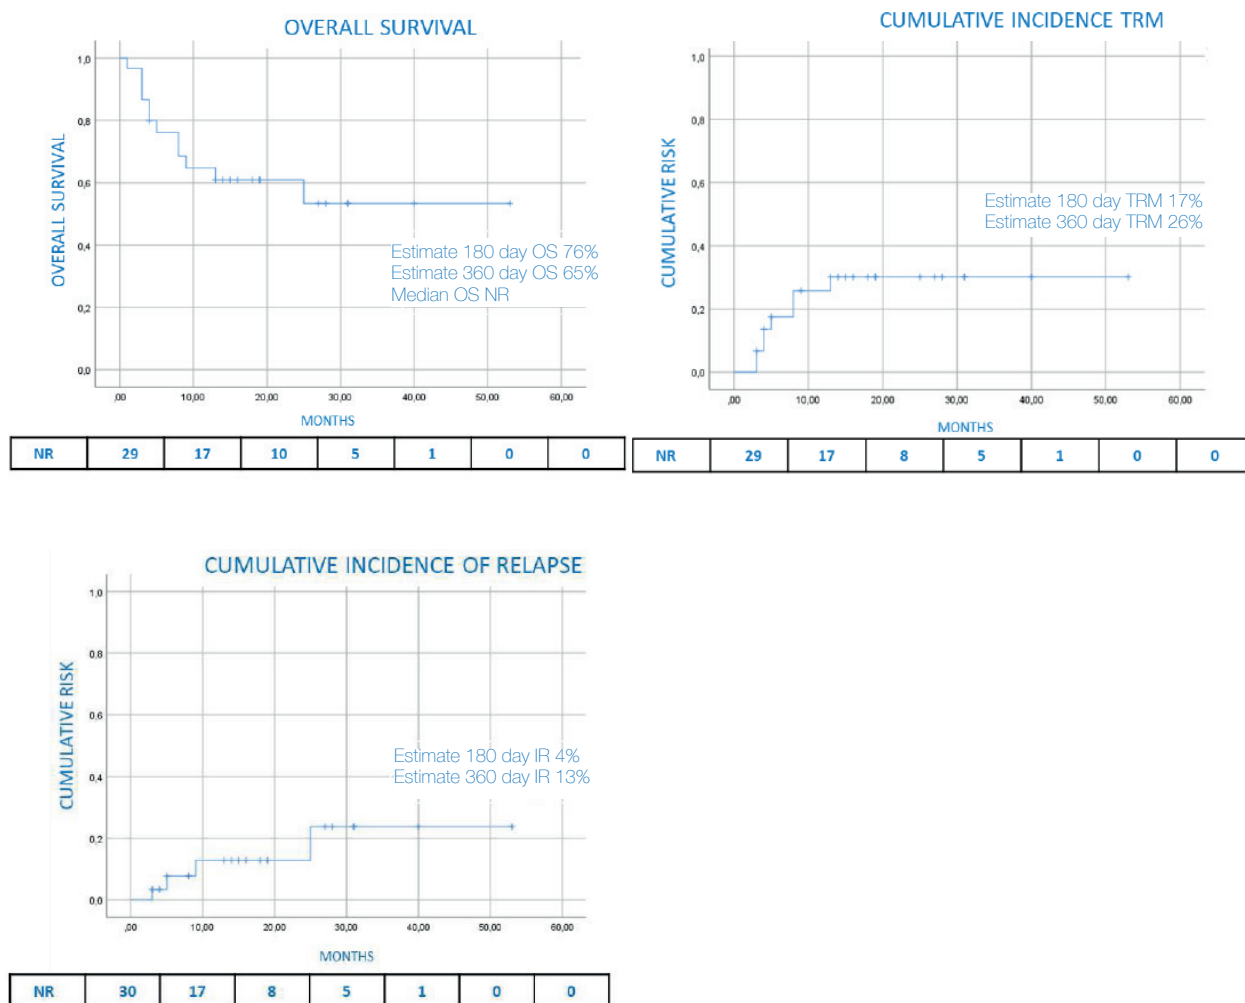 OVERALL SURVIVAL
1,0
0,8
0,6
0,4
0,2
0,0
OVERALL SURVIVAL
Estimate 180 day OS 76%
Estimate 360 day OS 65%
Median OS NR
,00 10,00 20,00 30,00 40,00 50,00 60,00
MONTHS
NR 29 17 10 5 1 0 0
CUMULATIVE INCIDENCE TRM
1,0
0,8
0,6
0,4
0,2
0,0
CUMULATIVE RISK
Estimate 180 day TRM 17%
Estimate 360 day TRM 26%
,00 10,00 20,00 30,00 40,00 50,00 60,00
MONTHS
NR 29 17 8 5 1 0 0
CUMULATIVE INCIDENCE OF RELAPSE
1,0
0,8
0,6
0,4
0,2
0,0
CUMULATIVE RISK
Estimate 180 day IR 4%
Estimate 360 day IR 13%
,00 10,00 20,00 30,00 40,00 50,00 60,00
MONTHS
NR 30 17 8 5 1 0 0